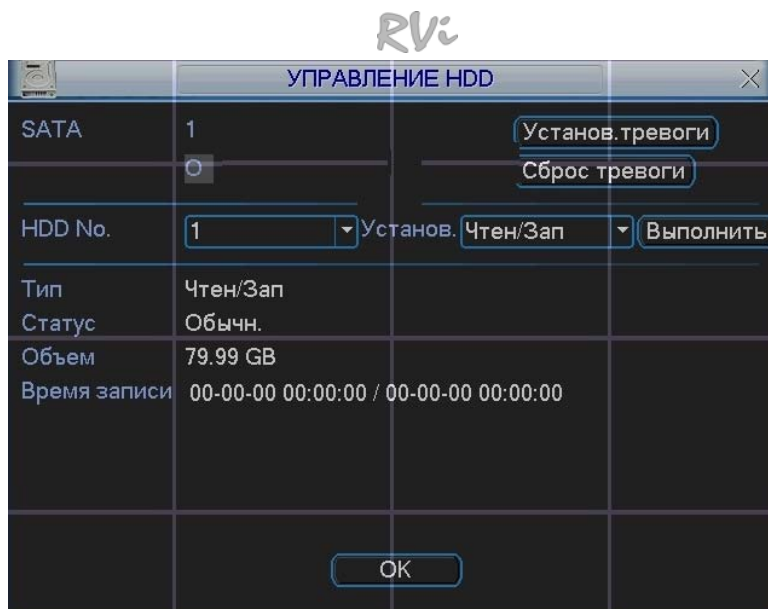 RVi
УПРАВЛЕНИЕ HDD
SATA 1 Установ.тревоги
O Сброс тревоги
HDD No. 1 Установ. Чтен/Зап Выполнить
Тип Чтен/Зап
Статус Обычн.
Объем 79.99 GB
Время записи 00-00-00 00:00:00 / 00-00-00 00:00:00
OK